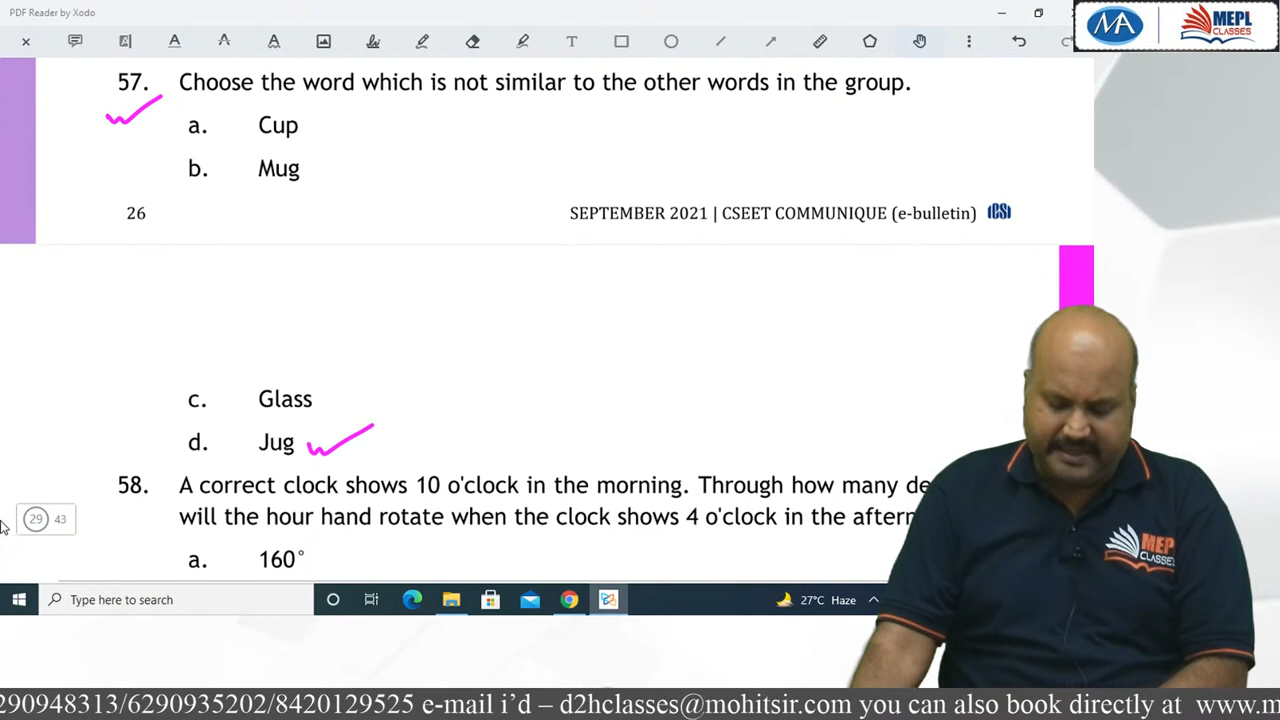 PDF Reader by Xodo
MA
MEPL
CLASSES
57. Choose the word which is not similar to the other words in the group.
a. Cup
b. Mug
26
SEPTEMBER 2021 | CSEET COMMUNIQUE (e-bulletin)
c. Glass
d. Jug
58. A correct clock shows 10 o'clock in the morning. Through how many de
will the hour hand rotate when the clock shows 4 o'clock in the aftern
29 43
a. 160°
MEPL
CLASSES
Type here to search
27°C Haze
290948313/6290935202/8420129525 e-mail i'd – d2hclasses@mohitsir.com you can also book directly at www.m